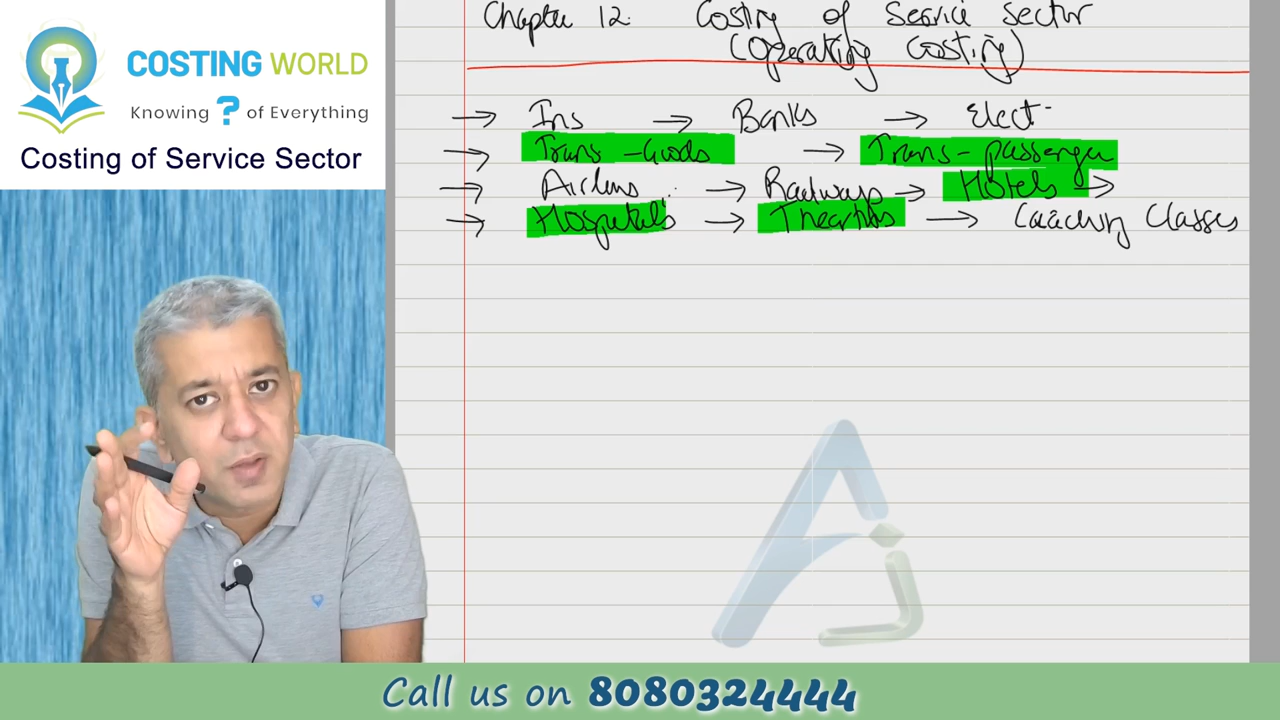 COSTING WORLD
Knowing ? of Everything
Costing of Service Sector
Chapter 12: Costing of Service Sector
(Operating Costing)
→ Ins → Banks → Elect-
→ Trans - Goods → Trans - passenger
→ Airlines → Railways → Hotels →
→ Hospitals → Theatres → Coaching Classes
Call us on 8080324444